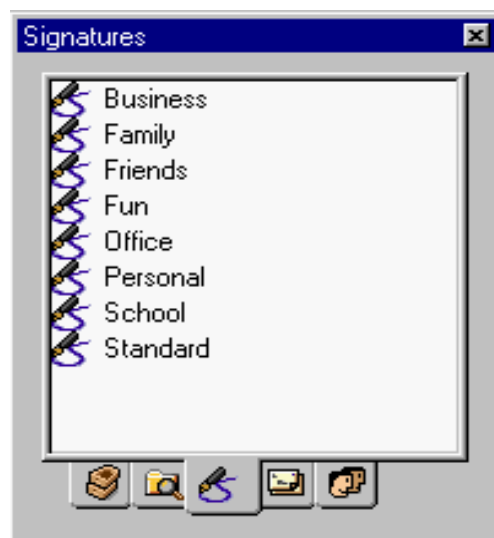 Signatures
Business
Family
Friends
Fun
Office
Personal
School
Standard